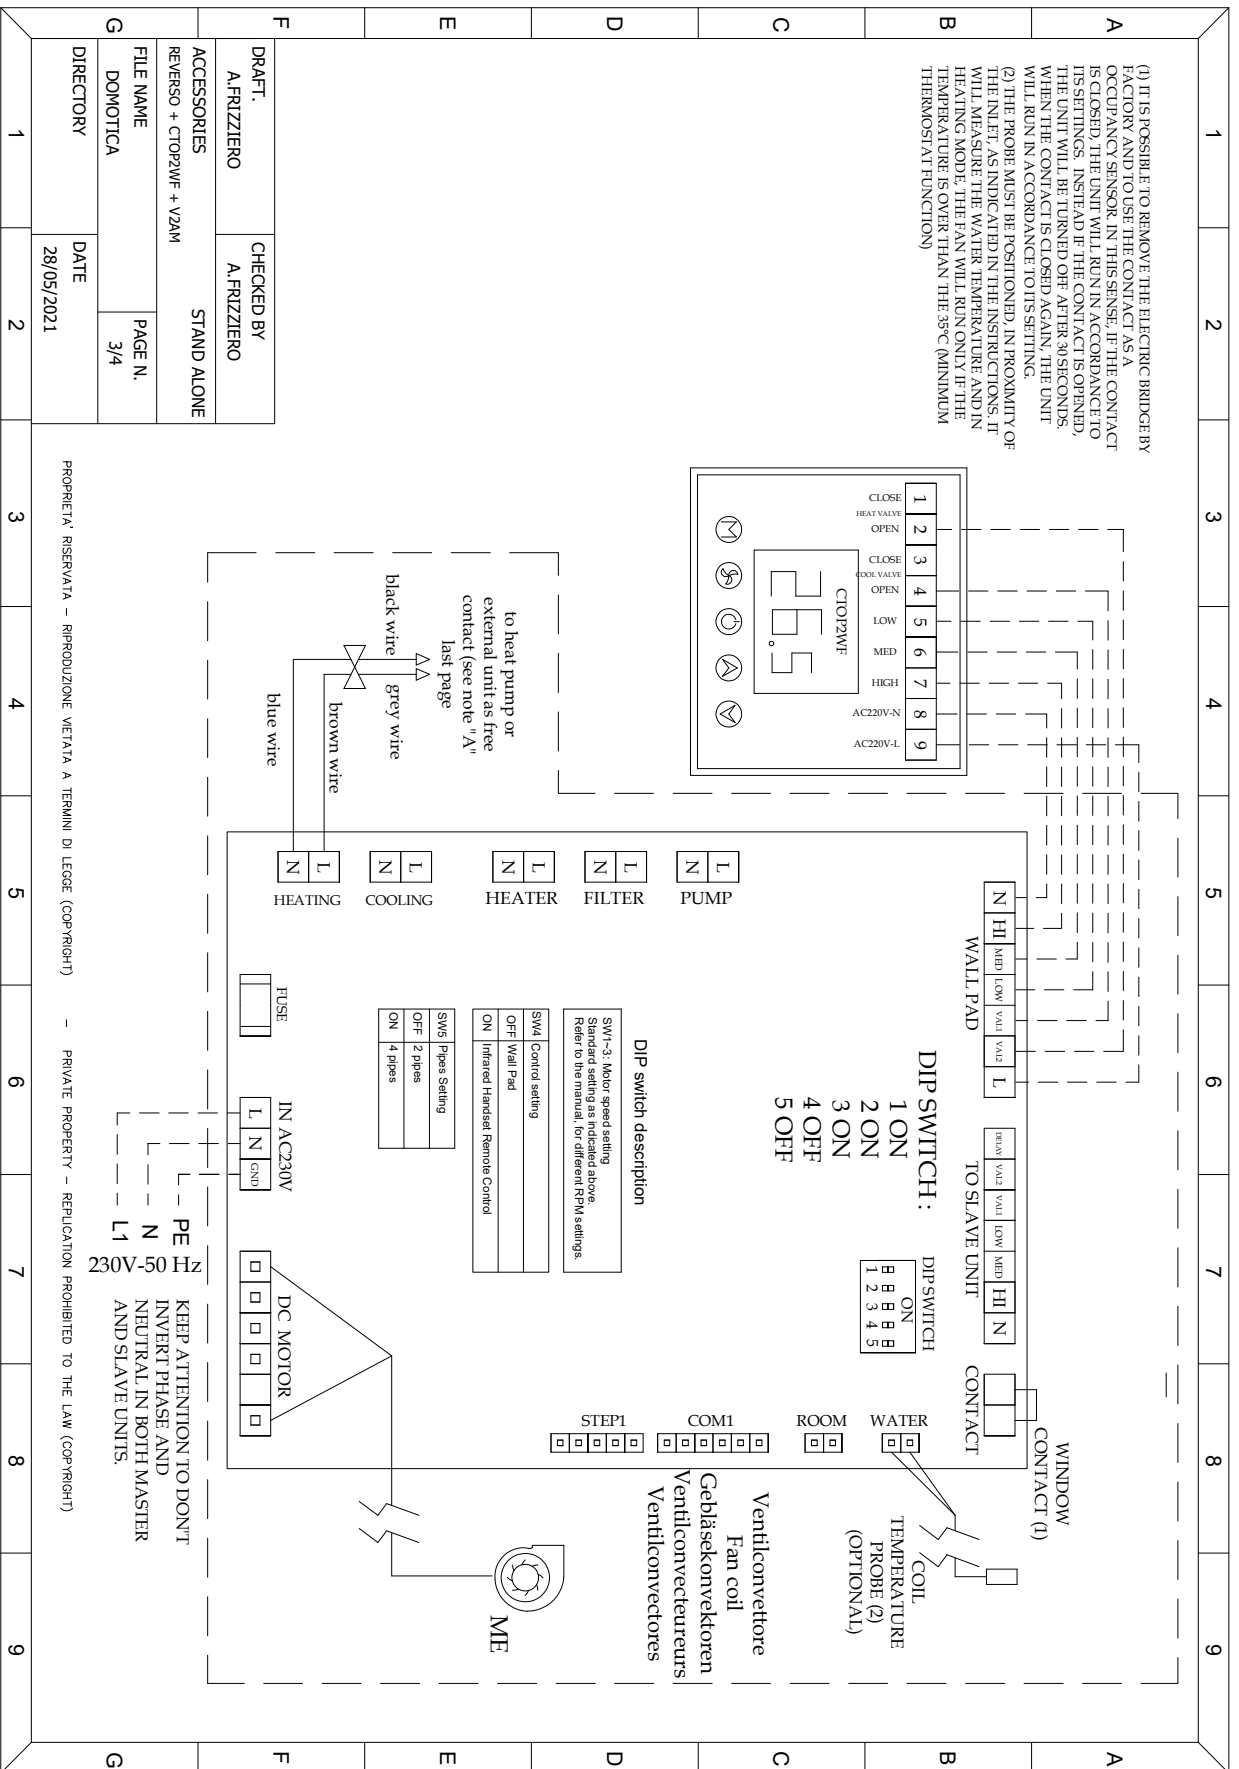 1
2
3
4
5
6
7
8
9
A
B
C
D
E
F
G
(1) IT IS POSSIBLE TO REMOVE THE ELECTRIC BRIDGE BY
FACTORY AND TO USE THE CONTACT AS A
OCCUPANCY SENSOR. IN THIS SENSE, IF THE CONTACT
IS CLOSED, THE UNIT WILL RUN IN ACCORDANCE TO
ITS SETTINGS. INSTEAD IF THE CONTACT IS OPENED,
THE UNIT WILL BE TURNED OFF AFTER 30 SECONDS.
WHEN THE CONTACT IS CLOSED AGAIN, THE UNIT
WILL RUN IN ACCORDANCE TO ITS SETTING.
(2) THE PROBE MUST BE POSITIONED, IN PROXIMITY OF
THE INLET, AS INDICATED IN THE INSTRUCTIONS. IT
WILL MEASURE THE WATER TEMPERATURE AND IN
HEATING MODE, THE FAN WILL RUN ONLY IF THE
TEMPERATURE IS OVER THAN THE 35°C (MINIMUM
THERMOSTAT FUNCTION)
1 2 3 4 5 6 7 8 9
CLOSE
HEAT VALVE
OPEN
CLOSE
COOL VALVE
OPEN
LOW
MED
HIGH
AC220V-N
AC220V-L
CTOP2WF
26.5
M
N HI MED LOW VAL1 VAL2 L
WALL PAD
DELAY VAL2 VAL1 LOW MED HI N
TO SLAVE UNIT
CONTACT
WINDOW
CONTACT (1)
DIP SWITCH :
1 ON
2 ON
3 ON
4 OFF
5 OFF
DIP SWITCH
ON
1 2 3 4 5
WATER
ROOM
COM1
STEP1
COIL
TEMPERATURE
PROBE (2)
(OPTIONAL)
Ventilconvettore
Fan coil
Gebläsekonvektoren
Ventilconvecteureurs
Ventilconvectores
ME
DIP switch description
SW1~3: Motor speed setting
Standard setting as indicated above.
Refer to the manual, for different RPM settings.
SW4 Control setting
OFF Wall Pad
ON Infrared Handset Remote Control
SW5 Pipes Setting
OFF 2 pipes
ON 4 pipes
N L
PUMP
N L
FILTER
N L
HEATER
N L
COOLING
N L
HEATING
to heat pump or
external unit as free
contact (see note "A"
last page
black wire
grey wire
brown wire
blue wire
FUSE
IN AC230V
L N GND
DC MOTOR
PE
N
L1
230V-50 Hz
KEEP ATTENTION TO DON'T
INVERT PHASE AND
NEUTRAL IN BOTH MASTER
AND SLAVE UNITS.
DRAFT.
A.FRIZZIERO
CHECKED BY
A.FRIZZIERO
ACCESSORIES
STAND ALONE
REVERSO + CTOP2WF + V2AM
FILE NAME
DOMOTICA
PAGE N.
3/4
DIRECTORY
DATE
28/05/2021
PROPRIETA' RISERVATA - RIPRODUZIONE VIETATA A TERMINI DI LEGGE (COPYRIGHT) - PRIVATE PROPERTY - REPLICATION PROHIBITED TO THE LAW (COPYRIGHT)
1
2
3
4
5
6
7
8
9
A
B
C
D
E
F
G